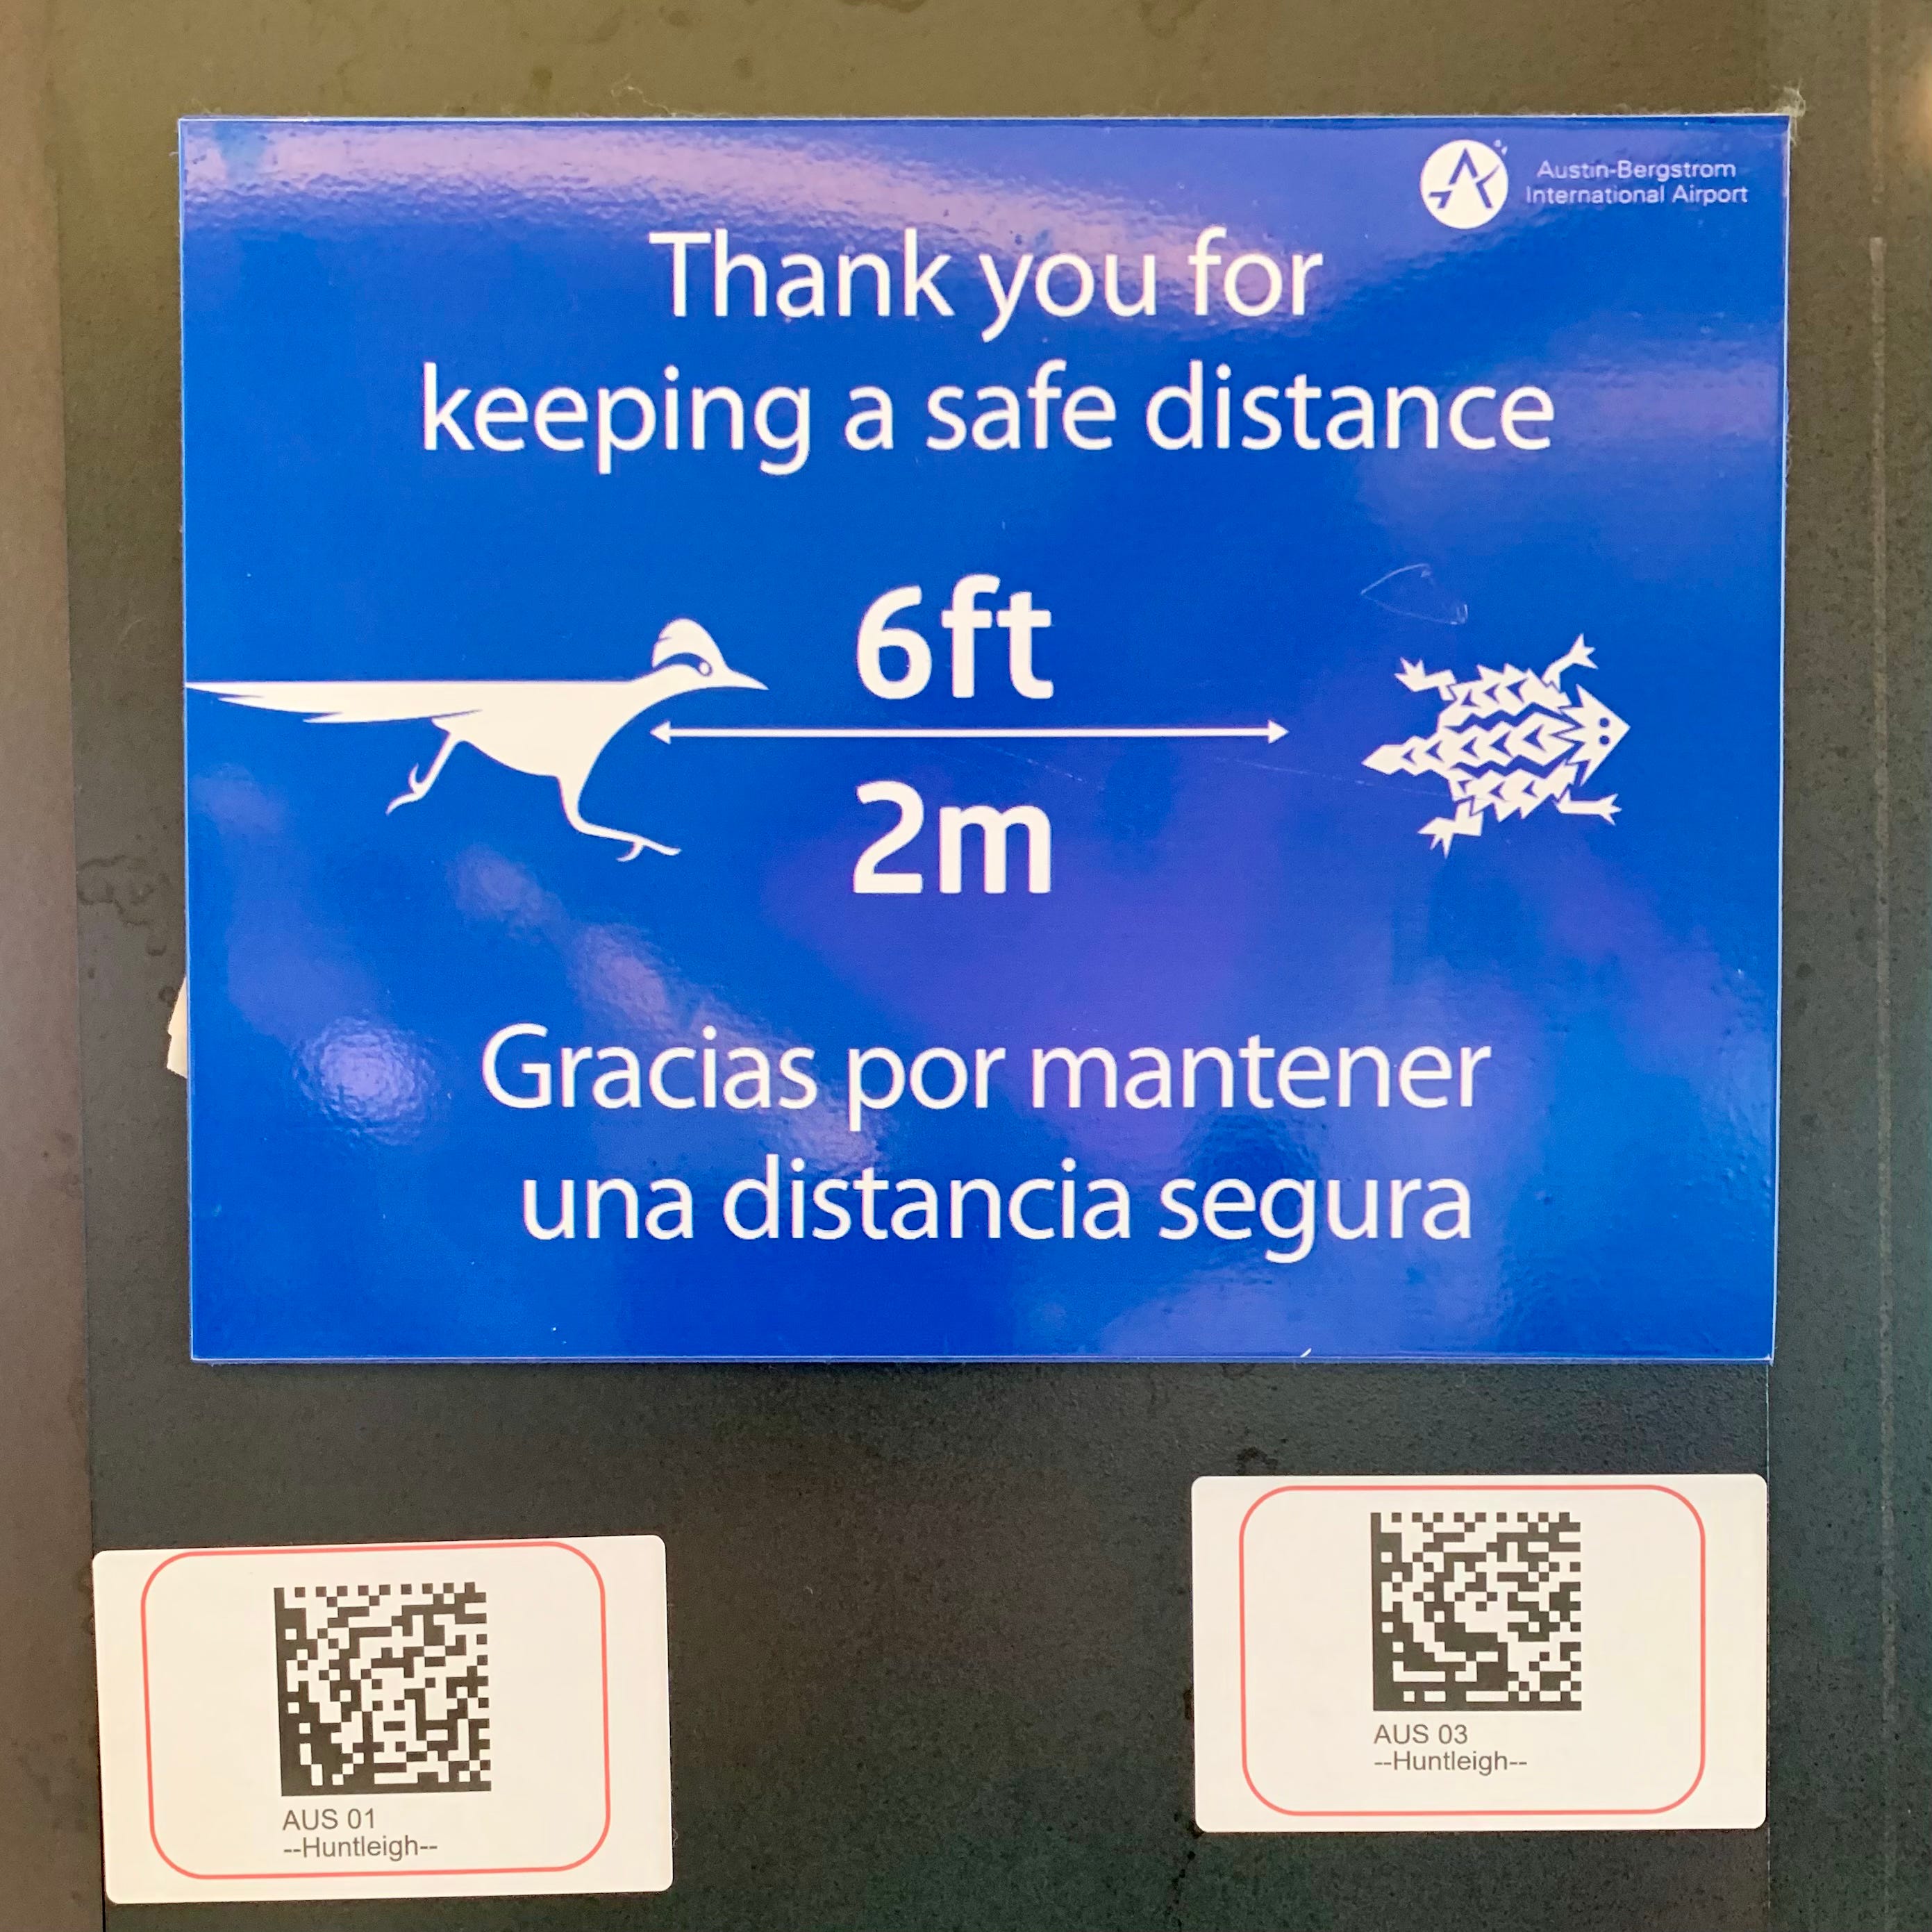 Austin-Bergstrom
International Airport
Thank you for
keeping a safe distance
6ft
2m
Gracias por mantener
una distancia segura
AUS 01
--Huntleigh--
AUS 03
--Huntleigh--